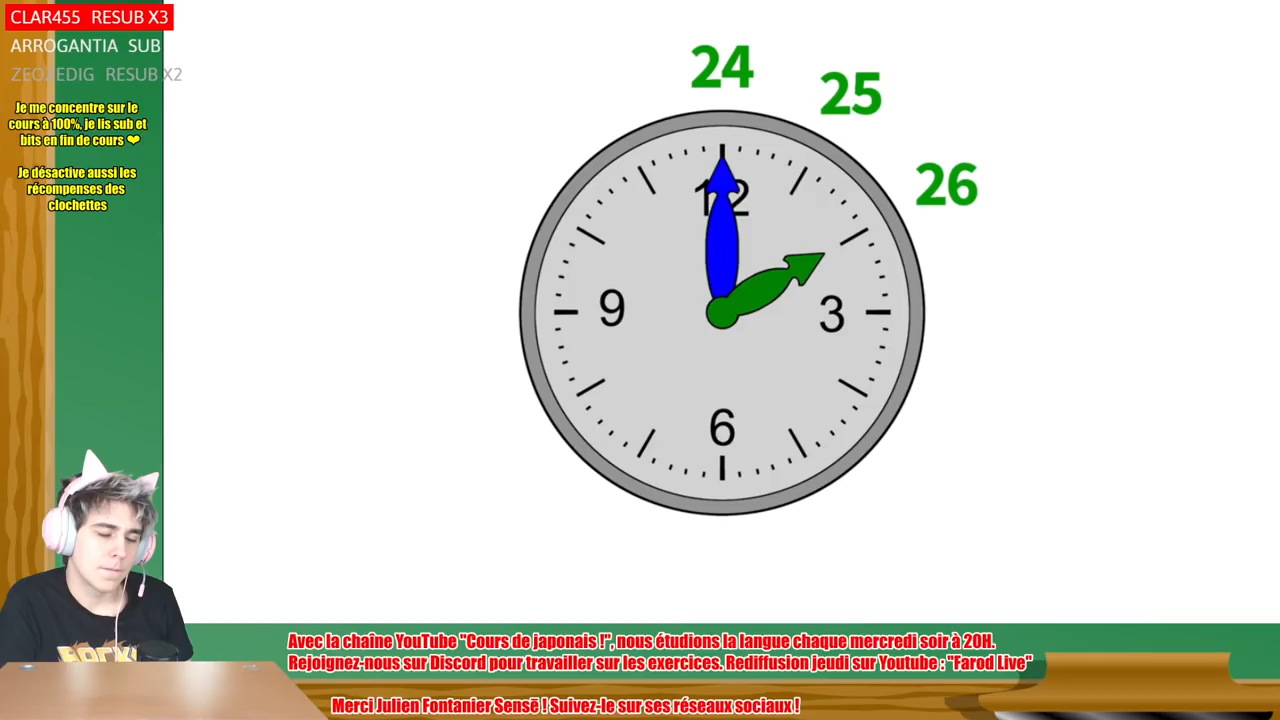 CLAR455 RESUB X3
ARROGANTIA SUB
ZEOXEDIG RESUB X2
Je me concentre sur le
cours à 100%, je lis sub et
bits en fin de cours ❤
Je désactive aussi les
récompenses des
clochettes
24
25
26
12
9
3
6
Avec la chaîne YouTube "Cours de japonais !", nous étudions la langue chaque mercredi soir à 20H.
Rejoignez-nous sur Discord pour travailler sur les exercices. Rediffusion jeudi sur Youtube : "Farod Live"
Merci Julien Fontanier Sensē ! Suivez-le sur ses réseaux sociaux !